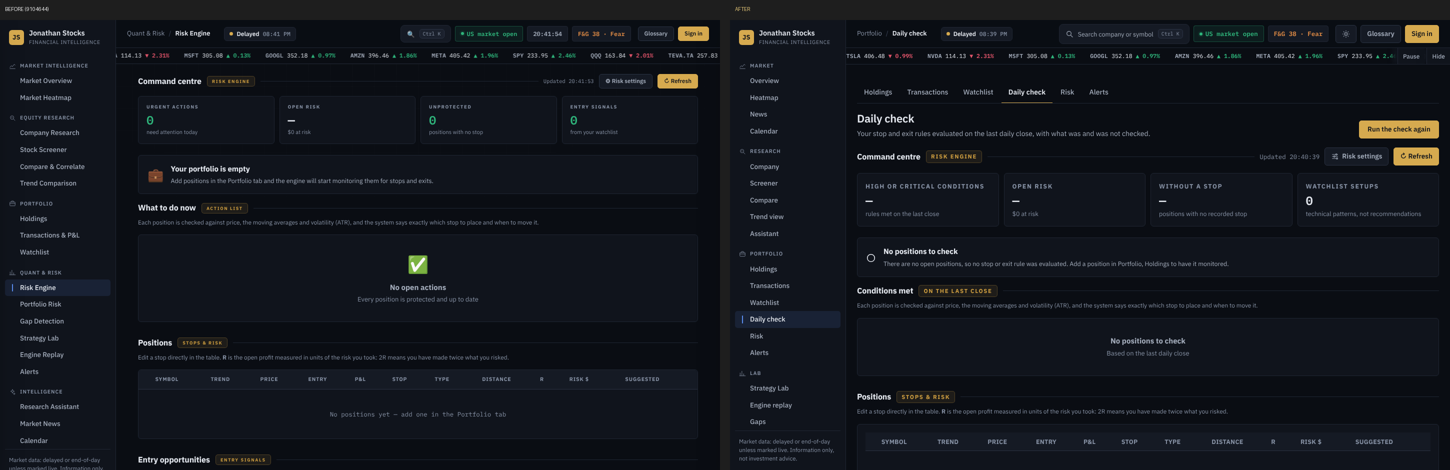 BEFORE (9104644)
JS
Jonathan Stocks
FINANCIAL INTELLIGENCE
Quant & Risk / Risk Engine
Delayed 08:41 PM
Ctrl K
US market open
20:41:54
F&G 38 · Fear
Glossary
Sign in
114.13 ▼ 2.31% MSFT 305.08 ▲ 0.13% GOOGL 352.18 ▲ 0.97% AMZN 396.46 ▲ 1.86% META 405.42 ▲ 1.96% SPY 233.95 ▲ 2.46% QQQ 163.84 ▼ 2.01% TEVA.TA 257.83
MARKET INTELLIGENCE
Market Overview
Market Heatmap
EQUITY RESEARCH
Company Research
Stock Screener
Compare & Correlate
Trend Comparison
PORTFOLIO
Holdings
Transactions & P&L
Watchlist
QUANT & RISK
Risk Engine
Portfolio Risk
Gap Detection
Strategy Lab
Engine Replay
Alerts
INTELLIGENCE
Research Assistant
Market News
Calendar
Market data: delayed or end-of-day
unless marked live. Information only
Command centre RISK ENGINE
Updated 20:41:53
Risk settings
Refresh
URGENT ACTIONS
0
need attention today
OPEN RISK
—
$0 at risk
UNPROTECTED
0
positions with no stop
ENTRY SIGNALS
0
from your watchlist
Your portfolio is empty
Add positions in the Portfolio tab and the engine will start monitoring them for stops and exits.
What to do now ACTION LIST
Each position is checked against price, the moving averages and volatility (ATR), and the system says exactly which stop to place and when to move it.
No open actions
Every position is protected and up to date
Positions STOPS & RISK
Edit a stop directly in the table. R is the open profit measured in units of the risk you took: 2R means you have made twice what you risked.
SYMBOL TREND PRICE ENTRY P&L STOP TYPE DISTANCE R RISK $ SUGGESTED
No positions yet — add one in the Portfolio tab
Entry opportunities ENTRY SIGNALS
AFTER
JS
Jonathan Stocks
FINANCIAL INTELLIGENCE
Portfolio / Daily check
Delayed 08:39 PM
Search company or symbol Ctrl K
US market open
F&G 38 · Fear
Glossary
Sign in
TSLA 406.48 ▼ 0.99% NVDA 114.13 ▼ 2.31% MSFT 305.08 ▲ 0.13% GOOGL 352.18 ▲ 0.97% AMZN 396.46 ▲ 1.86% META 405.42 ▲ 1.96% SPY 233.95 ▲ 2.4
Pause
Hide
MARKET
Overview
Heatmap
News
Calendar
RESEARCH
Company
Screener
Compare
Trend view
Assistant
PORTFOLIO
Holdings
Transactions
Watchlist
Daily check
Risk
Alerts
LAB
Strategy Lab
Engine replay
Gaps
Market data: delayed or end-of-day
unless marked live. Information only,
not investment advice.
Holdings Transactions Watchlist Daily check Risk Alerts
Daily check
Your stop and exit rules evaluated on the last daily close, with what was and was not checked.
Run the check again
Command centre RISK ENGINE
Updated 20:40:39
Risk settings
Refresh
HIGH OR CRITICAL CONDITIONS
—
rules met on the last close
OPEN RISK
—
$0 at risk
WITHOUT A STOP
—
positions with no recorded stop
WATCHLIST SETUPS
0
technical patterns, not recommendations
No positions to check
There are no open positions, so no stop or exit rule was evaluated. Add a position in Portfolio, Holdings to have it monitored.
Conditions met ON THE LAST CLOSE
Each position is checked against price, the moving averages and volatility (ATR), and the system says exactly which stop to place and when to move it.
No positions to check
Based on the last daily close
Positions STOPS & RISK
Edit a stop directly in the table. R is the open profit measured in units of the risk you took: 2R means you have made twice what you risked.
SYMBOL TREND PRICE ENTRY P&L STOP TYPE DISTANCE R RISK $ SUGGESTED